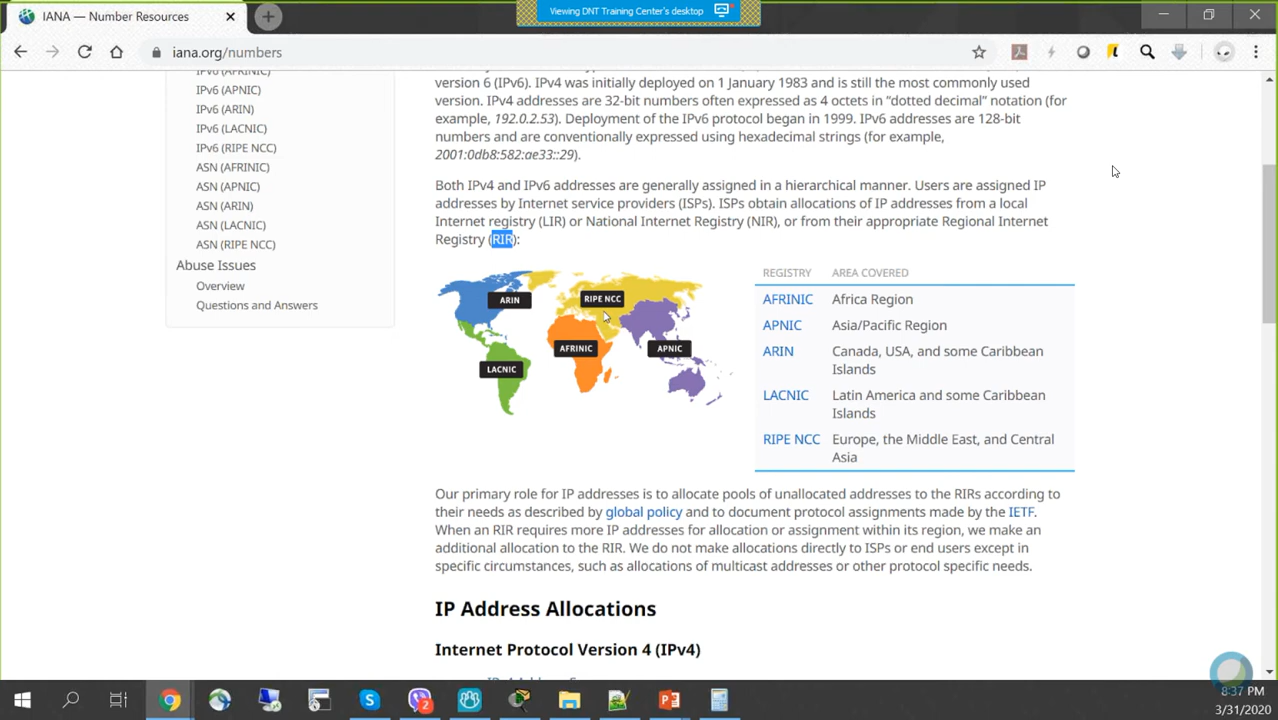 IANA — Number Resources
Viewing DNT Training Center's desktop
iana.org/numbers
IPv6 (AFRINIC)
IPv6 (APNIC)
IPv6 (ARIN)
IPv6 (LACNIC)
IPv6 (RIPE NCC)
ASN (AFRINIC)
ASN (APNIC)
ASN (ARIN)
ASN (LACNIC)
ASN (RIPE NCC)
Abuse Issues
Overview
Questions and Answers
version 6 (IPv6). IPv4 was initially deployed on 1 January 1983 and is still the most commonly used
version. IPv4 addresses are 32-bit numbers often expressed as 4 octets in “dotted decimal” notation (for
example, 192.0.2.53). Deployment of the IPv6 protocol began in 1999. IPv6 addresses are 128-bit
numbers and are conventionally expressed using hexadecimal strings (for example,
2001:0db8:582:ae33::29).
Both IPv4 and IPv6 addresses are generally assigned in a hierarchical manner. Users are assigned IP
addresses by Internet service providers (ISPs). ISPs obtain allocations of IP addresses from a local
Internet registry (LIR) or National Internet Registry (NIR), or from their appropriate Regional Internet
Registry (RIR):
ARIN
RIPE NCC
AFRINIC
APNIC
LACNIC
REGISTRY AREA COVERED
AFRINIC Africa Region
APNIC Asia/Pacific Region
ARIN Canada, USA, and some Caribbean
Islands
LACNIC Latin America and some Caribbean
Islands
RIPE NCC Europe, the Middle East, and Central
Asia
Our primary role for IP addresses is to allocate pools of unallocated addresses to the RIRs according to
their needs as described by global policy and to document protocol assignments made by the IETF.
When an RIR requires more IP addresses for allocation or assignment within its region, we make an
additional allocation to the RIR. We do not make allocations directly to ISPs or end users except in
specific circumstances, such as allocations of multicast addresses or other protocol specific needs.
IP Address Allocations
Internet Protocol Version 4 (IPv4)
2
8:37 PM
3/31/2020